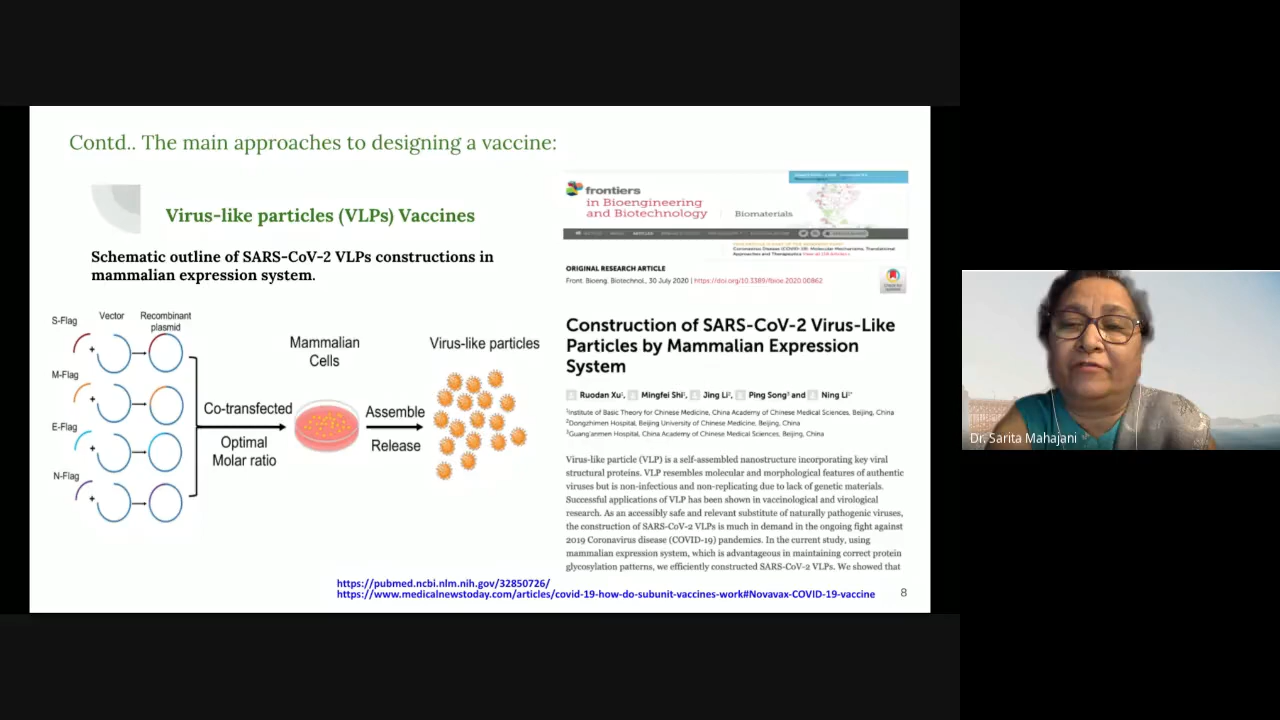 Contd.. The main approaches to designing a vaccine:
Virus-like particles (VLPs) Vaccines
Schematic outline of SARS-CoV-2 VLPs constructions in
mammalian expression system.
S-Flag
Vector
Recombinant
plasmid
M-Flag
E-Flag
N-Flag
+
+
+
+
Co-transfected
Optimal
Molar ratio
Mammalian
Cells
Assemble
Release
Virus-like particles
frontiers
in Bioengineering
and Biotechnology
Biomaterials
Coronavirus Disease (COVID-19): Molecular Mechanisms, Translational
Approaches and Therapeutics
ORIGINAL RESEARCH ARTICLE
Front. Bioeng. Biotechnol., 30 July 2020 | https://doi.org/10.3389/fbioe.2020.00862
Construction of SARS-CoV-2 Virus-Like
Particles by Mammalian Expression
System
Ruodan Xu¹, Mingfei Shi¹, Jing Li², Ping Song³ and Ning Li¹*
¹Institute of Basic Theory for Chinese Medicine, China Academy of Chinese Medical Sciences, Beijing, China
²Dongzhimen Hospital, Beijing University of Chinese Medicine, Beijing, China
³Guang'anmen Hospital, China Academy of Chinese Medical Sciences, Beijing, China
Virus-like particle (VLP) is a self-assembled nanostructure incorporating key viral
structural proteins. VLP resembles molecular and morphological features of authentic
viruses but is non-infectious and non-replicating due to lack of genetic materials.
Successful applications of VLP has been shown in vaccinological and virological
research. As an accessibly safe and relevant substitute of naturally pathogenic viruses,
the construction of SARS-CoV-2 VLPs is much in demand in the ongoing fight against
2019 Coronavirus disease (COVID-19) pandemics. In the current study, using
mammalian expression system, which is advantageous in maintaining correct protein
glycosylation patterns, we efficiently constructed SARS-CoV-2 VLPs. We showed that
https://pubmed.ncbi.nlm.nih.gov/32850726/
https://www.medicalnewstoday.com/articles/covid-19-how-do-subunit-vaccines-work#Novavax-COVID-19-vaccine
8
Dr. Sarita Mahajani